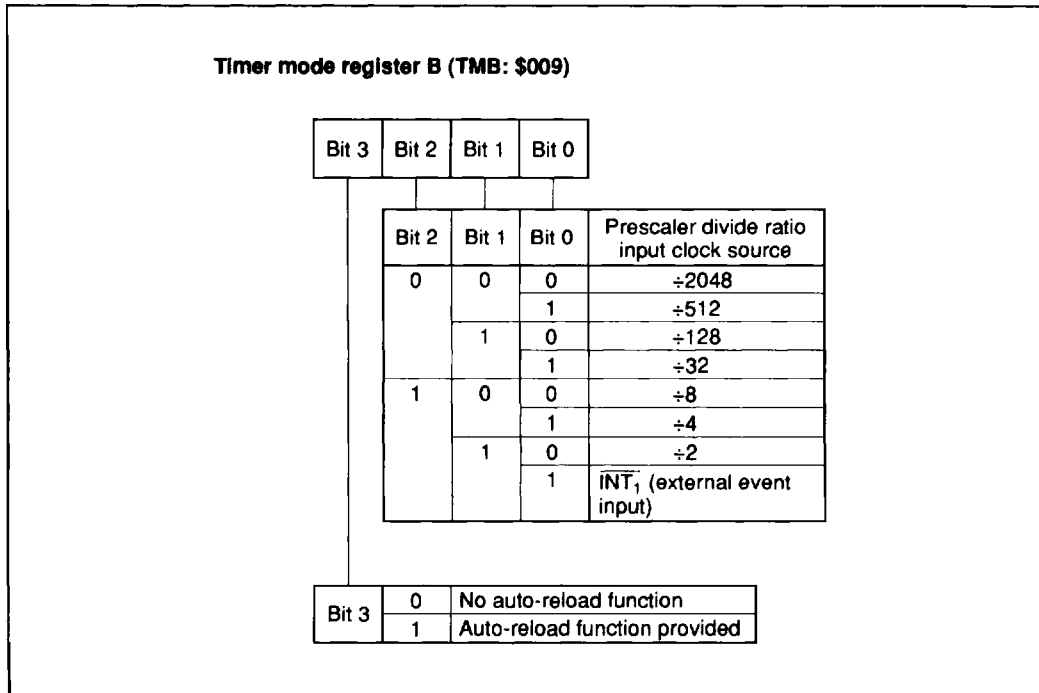 Timer mode register B (TMB: $009)
Bit 3 Bit 2 Bit 1 Bit 0
Bit 2 Bit 1 Bit 0 Prescaler divide ratio
input clock source
0 0 0 ÷2048
1 ÷512
1 0 ÷128
1 ÷32
1 0 0 ÷8
1 ÷4
1 0 ÷2
1 I̅N̅T̅₁ (external event
input)
Bit 3 0 No auto-reload function
1 Auto-reload function provided